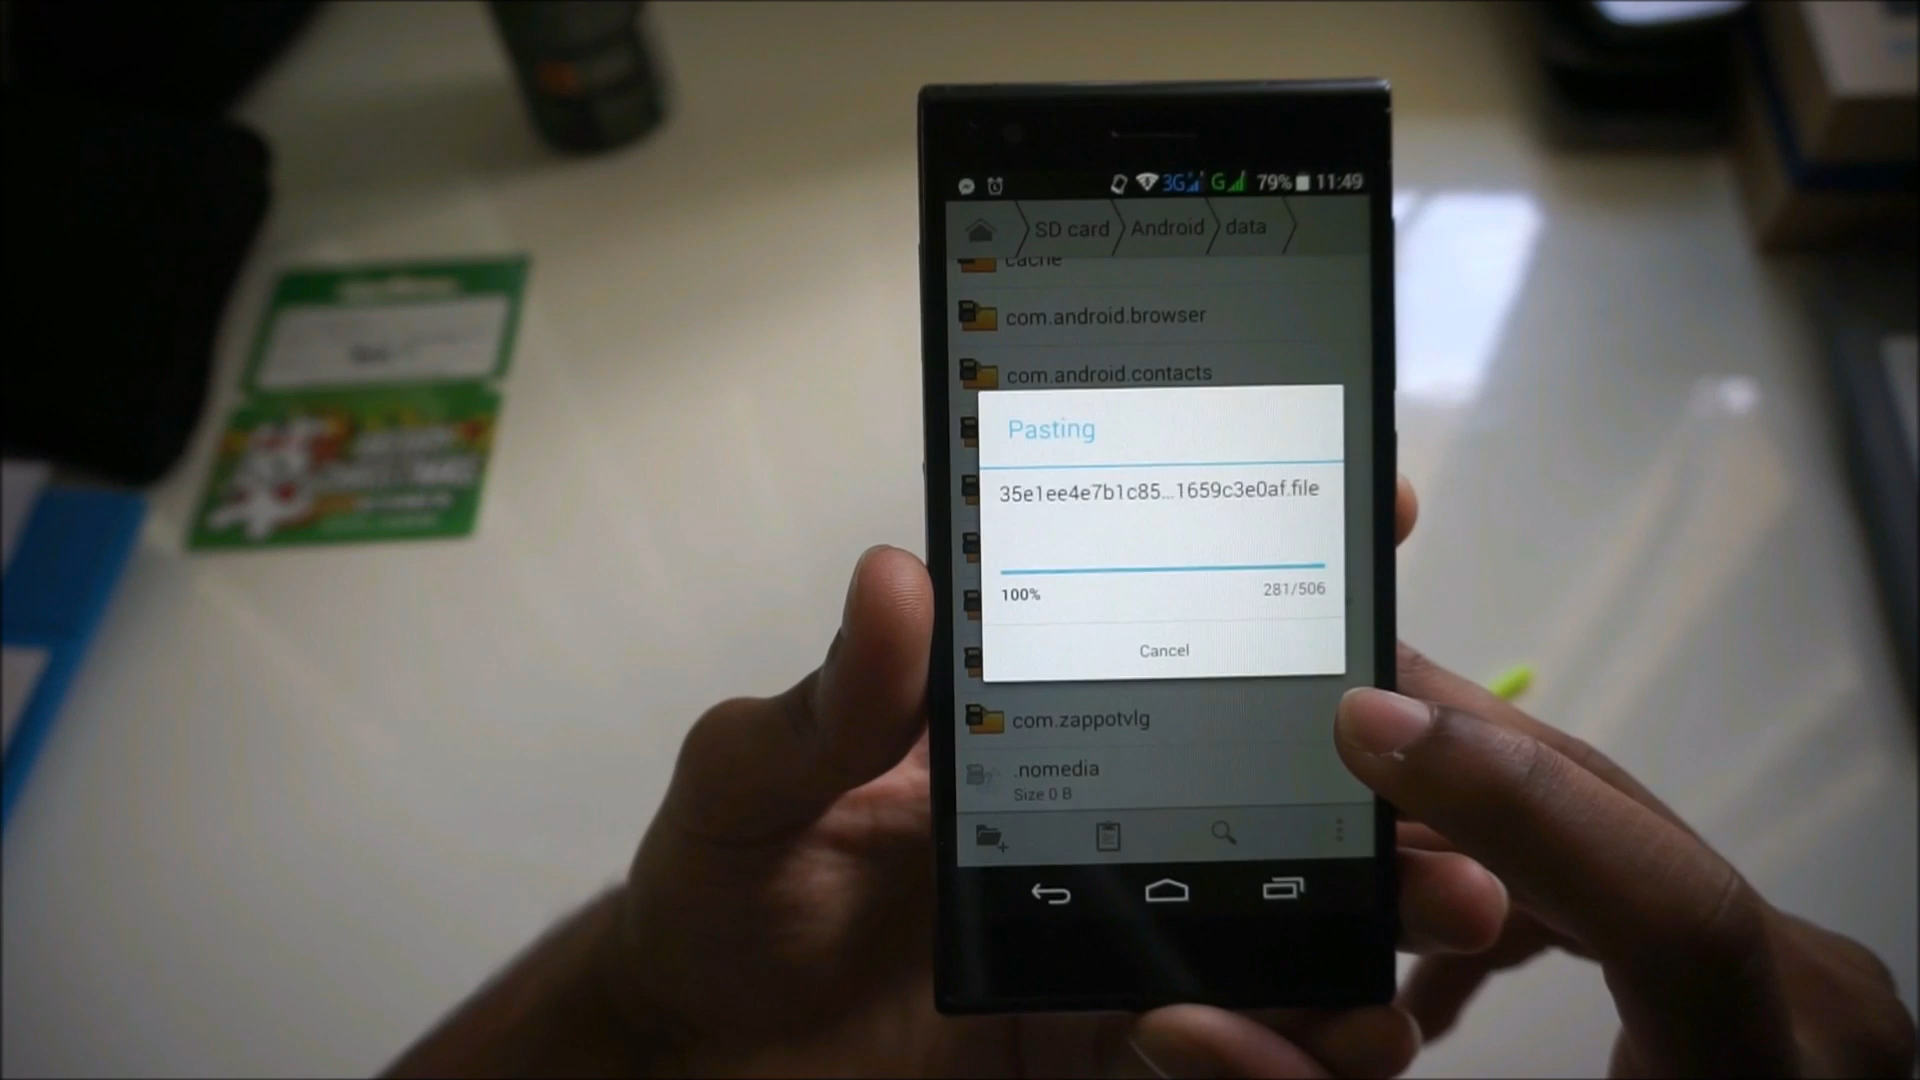 3G G 79% 11:49
SD card Android data
cache
com.android.browser
com.android.contacts
Pasting
35e1ee4e7b1c85...1659c3e0af.file
100% 281/506
Cancel
com.zappotvlg
.nomedia
Size 0 B